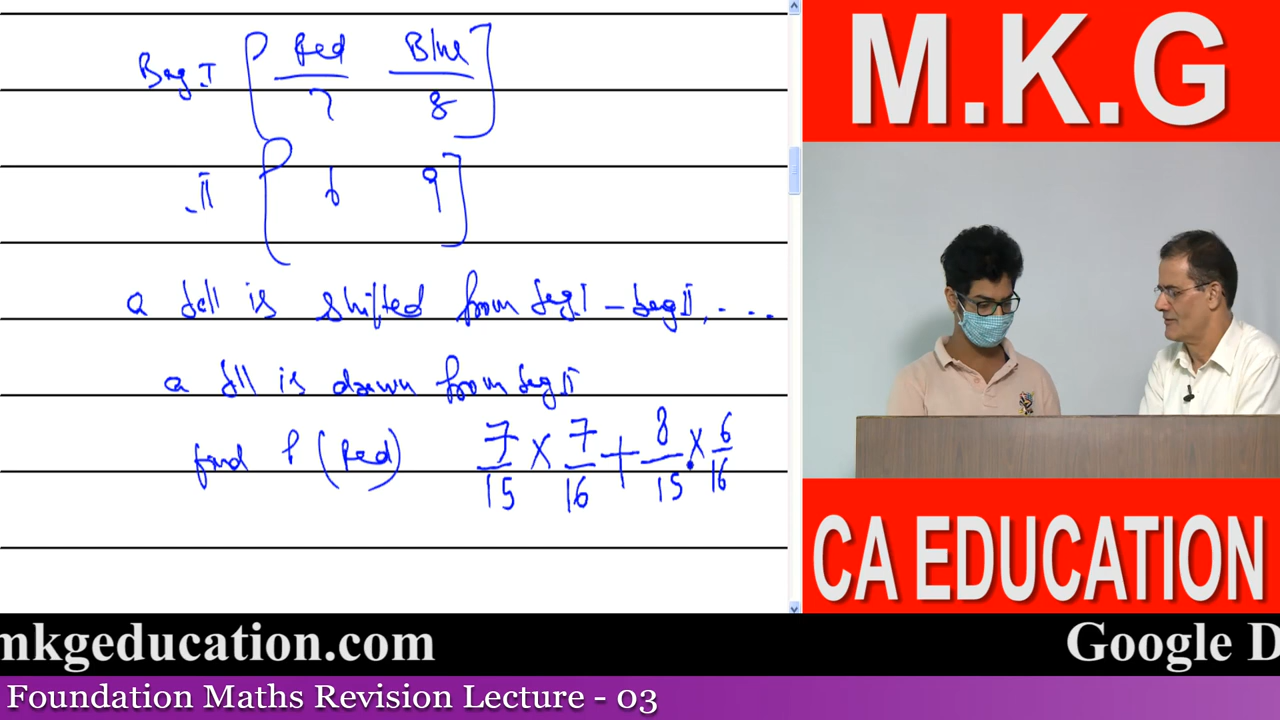 Red Blue
Bag I 7 8
II 6 9
a ball is shifted from bag I - bag II, ...
a ball is drawn from bag II
find P (Red) 7/15 × 7/16 + 8/15 × 6/16
M.K.G
CA EDUCATION
mkgeducation.com Google D
Foundation Maths Revision Lecture - 03